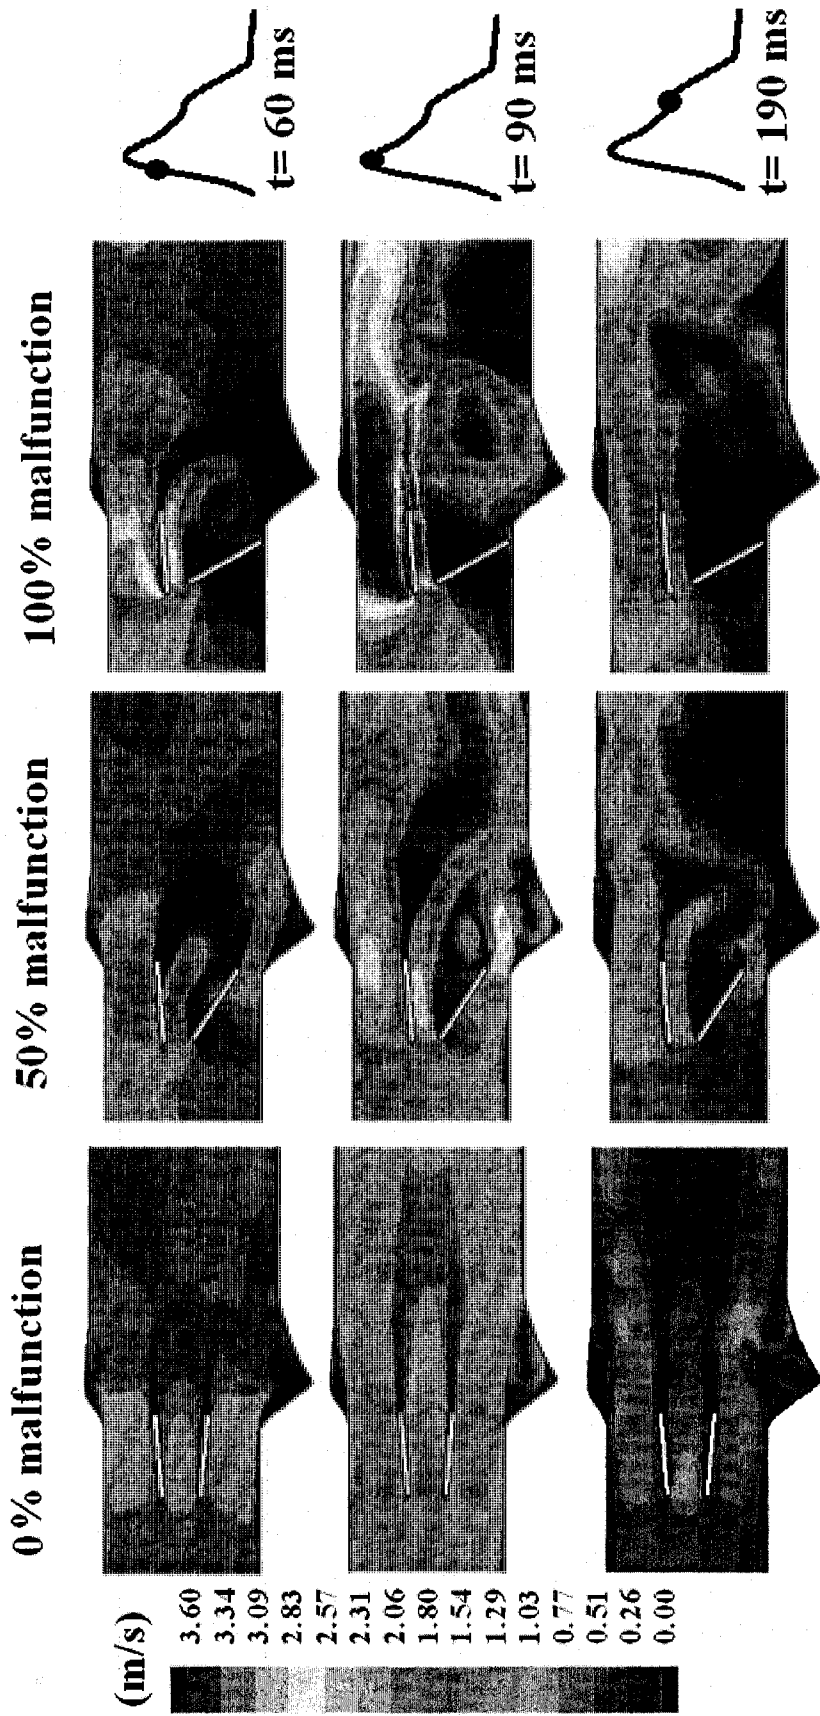 0% malfunction
50% malfunction
100% malfunction
t= 60 ms
t= 90 ms
t= 190 ms
(m/s)
3.60
3.34
3.09
2.83
2.57
2.31
2.06
1.80
1.54
1.29
1.03
0.77
0.51
0.26
0.00